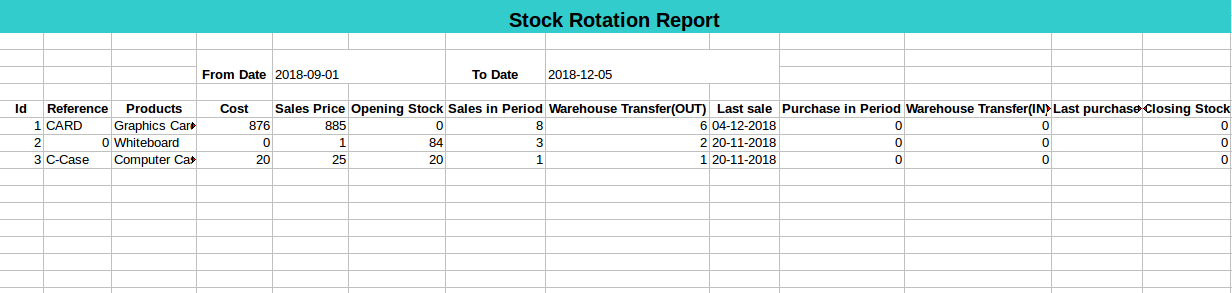 Stock Rotation Report
From Date 2018-09-01 To Date 2018-12-05
Id Reference Products Cost Sales Price Opening Stock Sales in Period Warehouse Transfer(OUT) Last sale Purchase in Period Warehouse Transfer(IN) Last purchase Closing Stock
1 CARD Graphics Car 876 885 0 8 6 04-12-2018 0 0 0
2 0 Whiteboard 0 1 84 3 2 20-11-2018 0 0 0
3 C-Case Computer Ca 20 25 20 1 1 20-11-2018 0 0 0